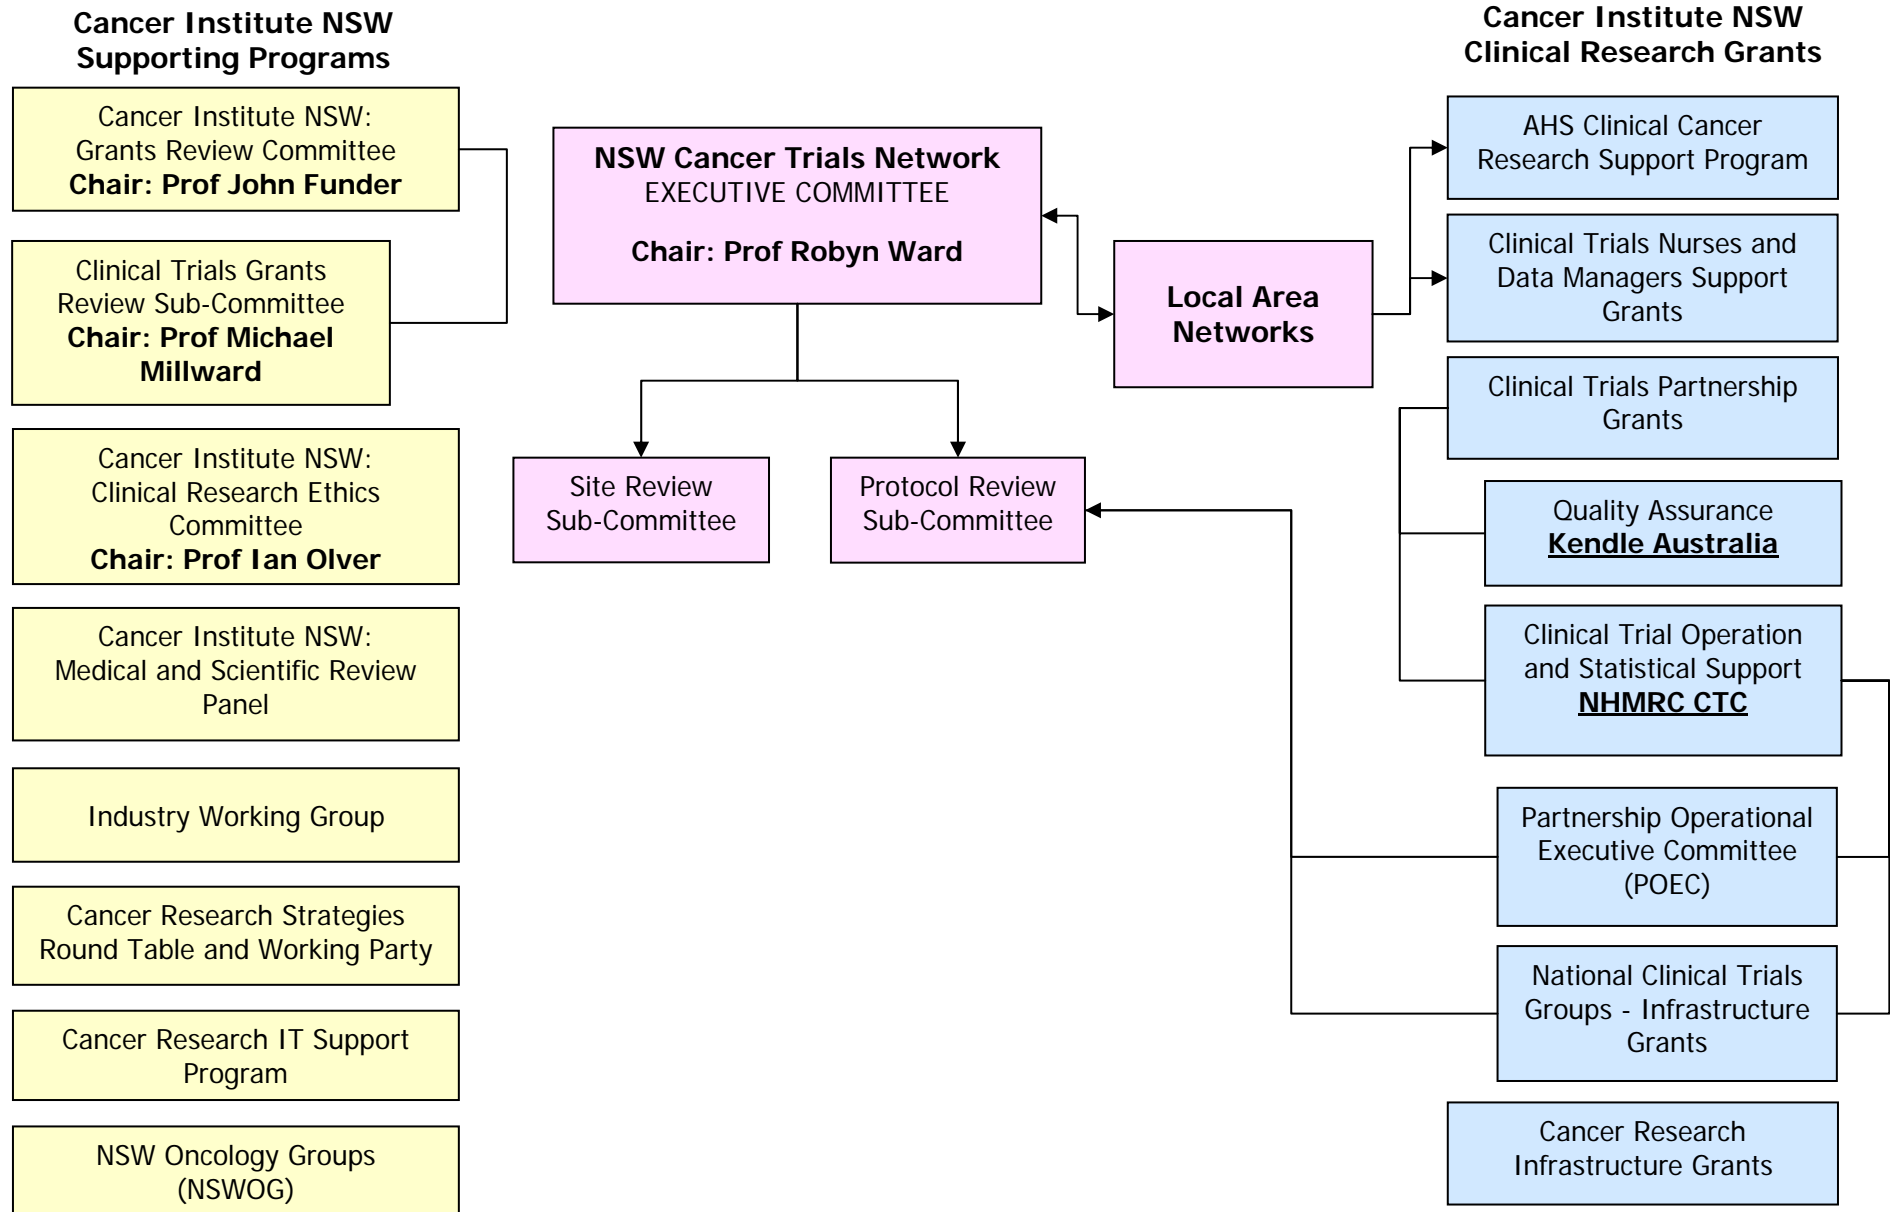 Cancer Institute NSW
Supporting Programs
Cancer Institute NSW:
Grants Review Committee
Chair: Prof John Funder
Clinical Trials Grants
Review Sub-Committee
Chair: Prof Michael
Millward
Cancer Institute NSW:
Clinical Research Ethics
Committee
Chair: Prof Ian Olver
Cancer Institute NSW:
Medical and Scientific Review
Panel
Industry Working Group
Cancer Research Strategies
Round Table and Working Party
Cancer Research IT Support
Program
NSW Oncology Groups
(NSWOG)
NSW Cancer Trials Network
EXECUTIVE COMMITTEE
Chair: Prof Robyn Ward
Site Review
Sub-Committee
Protocol Review
Sub-Committee
Local Area
Networks
Cancer Institute NSW
Clinical Research Grants
AHS Clinical Cancer
Research Support Program
Clinical Trials Nurses and
Data Managers Support
Grants
Clinical Trials Partnership
Grants
Quality Assurance
Kendle Australia
Clinical Trial Operation
and Statistical Support
NHMRC CTC
Partnership Operational
Executive Committee
(POEC)
National Clinical Trials
Groups - Infrastructure
Grants
Cancer Research
Infrastructure Grants